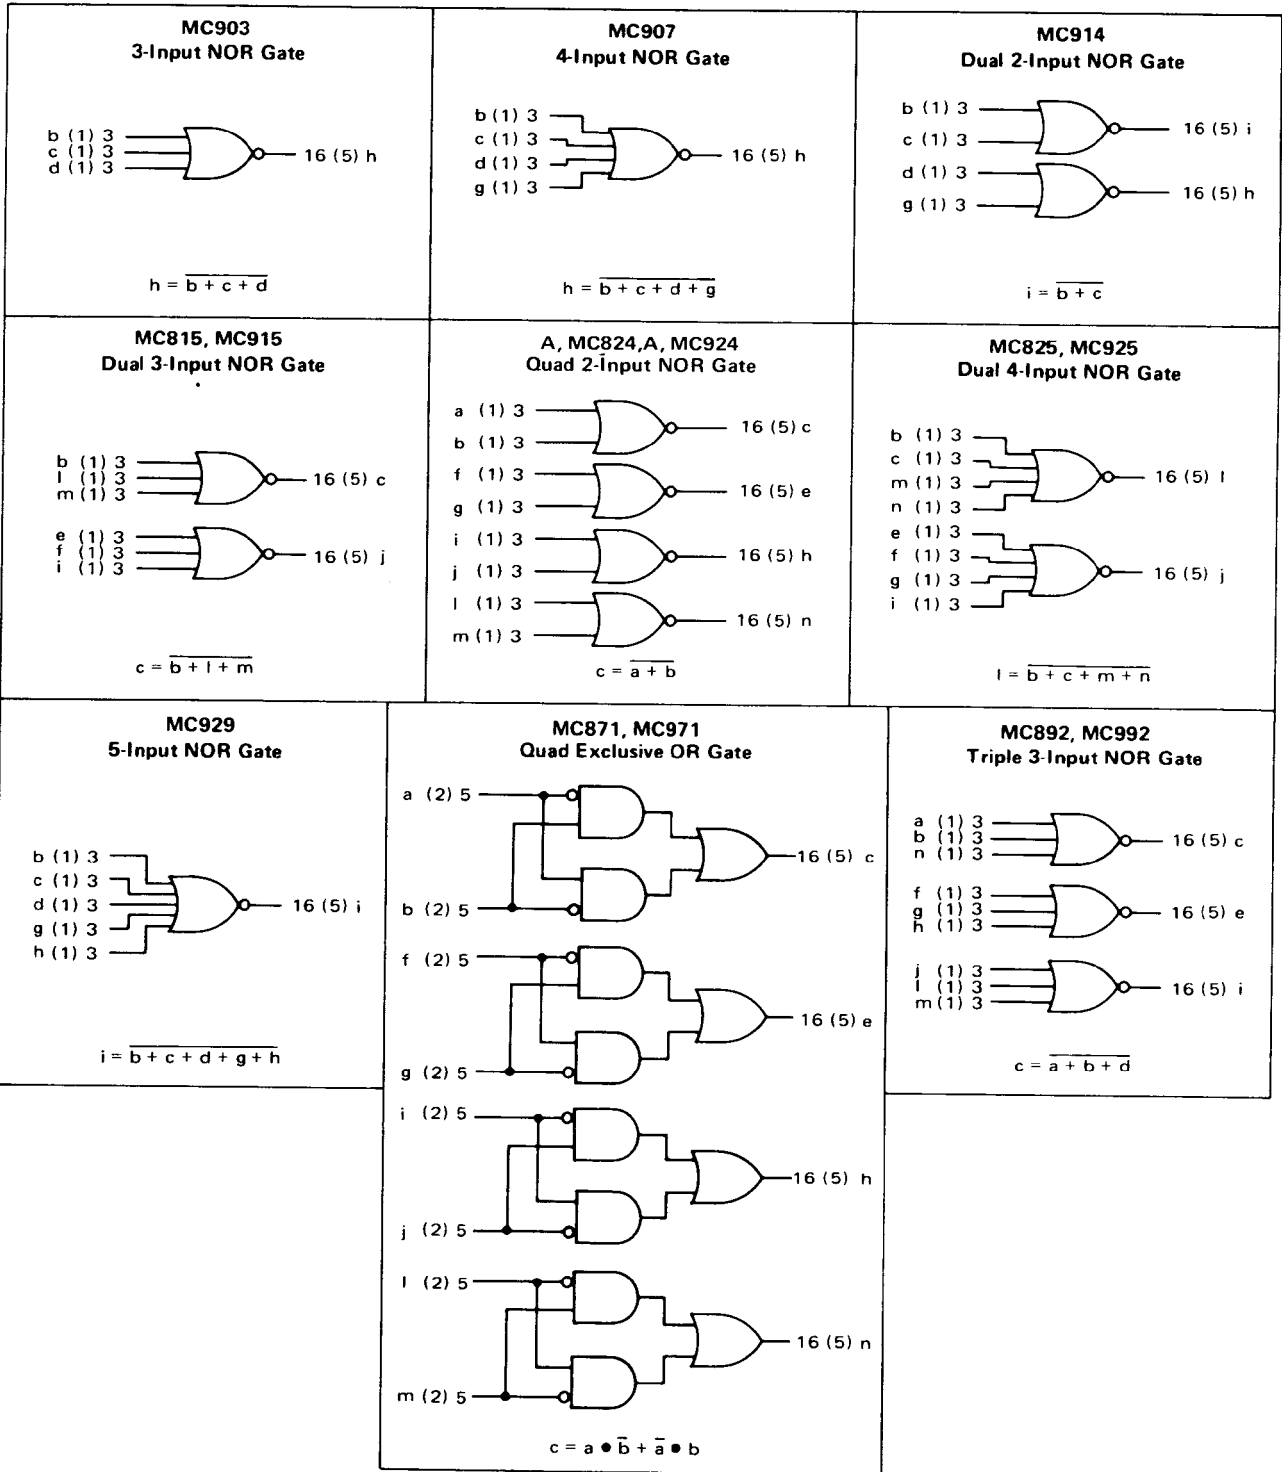 MC903
3-Input NOR Gate
b (1) 3
c (1) 3
d (1) 3
16 (5) h
h = b + c + d
MC907
4-Input NOR Gate
b (1) 3
c (1) 3
d (1) 3
g (1) 3
16 (5) h
h = b + c + d + g
MC914
Dual 2-Input NOR Gate
b (1) 3
c (1) 3
16 (5) i
d (1) 3
g (1) 3
16 (5) h
i = b + c
MC815, MC915
Dual 3-Input NOR Gate
b (1) 3
l (1) 3
m (1) 3
16 (5) c
e (1) 3
f (1) 3
i (1) 3
16 (5) j
c = b + l + m
A, MC824,A, MC924
Quad 2-Input NOR Gate
a (1) 3
b (1) 3
16 (5) c
f (1) 3
g (1) 3
16 (5) e
i (1) 3
j (1) 3
16 (5) h
l (1) 3
m (1) 3
16 (5) n
c = a + b
MC825, MC925
Dual 4-Input NOR Gate
b (1) 3
c (1) 3
m (1) 3
n (1) 3
16 (5) l
e (1) 3
f (1) 3
g (1) 3
i (1) 3
16 (5) j
l = b + c + m + n
MC929
5-Input NOR Gate
b (1) 3
c (1) 3
d (1) 3
g (1) 3
h (1) 3
16 (5) i
i = b + c + d + g + h
MC871, MC971
Quad Exclusive OR Gate
a (2) 5
b (2) 5
16 (5) c
f (2) 5
g (2) 5
16 (5) e
i (2) 5
j (2) 5
16 (5) h
l (2) 5
m (2) 5
16 (5) n
c = a ● b̅ + a̅ ● b
MC892, MC992
Triple 3-Input NOR Gate
a (1) 3
b (1) 3
n (1) 3
16 (5) c
f (1) 3
g (1) 3
h (1) 3
16 (5) e
j (1) 3
l (1) 3
m (1) 3
16 (5) i
c = a + b + d